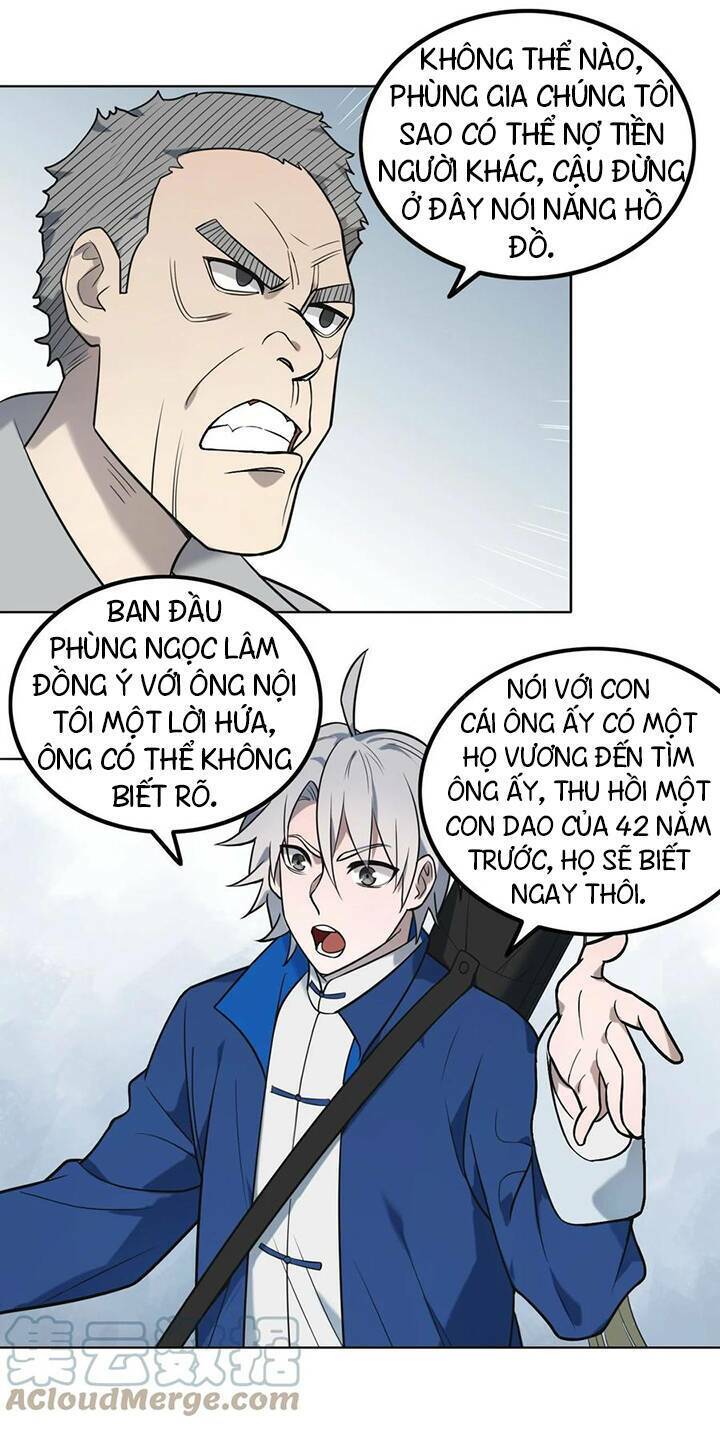 KHÔNG THỂ NÀO,
PHÙNG GIA CHÚNG TÔI
SAO CÓ THỂ NỢ TIỀN
NGƯỜI KHÁC, CẬU ĐỪNG
Ở ĐÂY NÓI NĂNG HỒ
ĐỒ.
BAN ĐẦU
PHÙNG NGỌC LÂM
ĐỒNG Ý VỚI ÔNG NỘI
TÔI MỘT LỜI HỨA,
ÔNG CÓ THỂ KHÔNG
BIẾT RÕ.
NÓI VỚI CON
CÁI ÔNG ẤY CÓ MỘT
HỌ VƯƠNG ĐẾN TÌM
ÔNG ẤY, THU HỒI MỘT
CON DAO CỦA 42 NĂM
TRƯỚC, HỌ SẼ BIẾT
NGAY THÔI.
集云数据
ACloudMerge.com